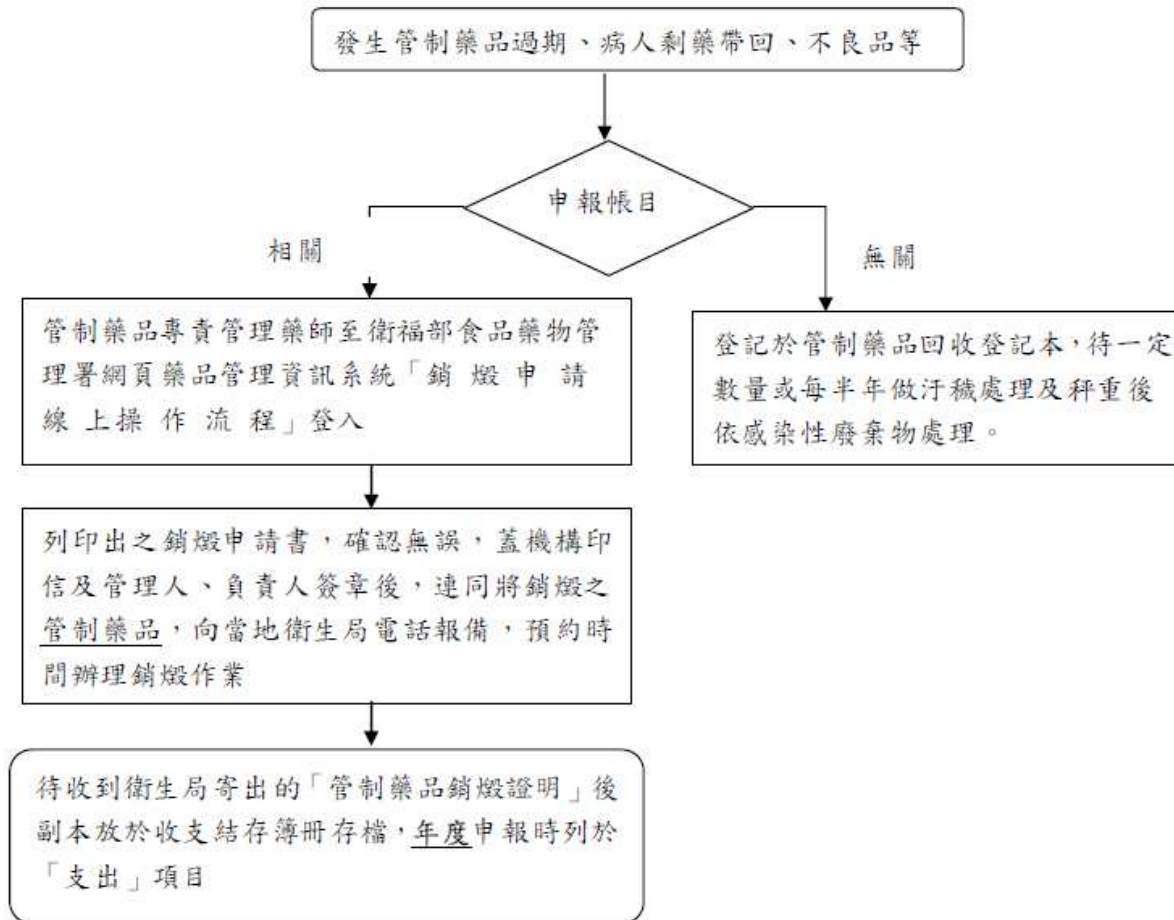 發生管制藥品過期、病人剩藥帶回、不良品等
申報帳目
相關
無關
管制藥品專責管理藥師至衛福部食品藥物管
理署網頁藥品管理資訊系統「銷 燬 申 請
線 上操 作 流 程」登入
登記於管制藥品回收登記本,待一定
數量或每半年做汙穢處理及秤重後
依感染性廢棄物處理。
列印出之銷燬申請書,確認無誤,蓋機構印
信及管理人、負責人簽章後,連同將銷燬之
管制藥品,向當地衛生局電話報備,預約時
間辦理銷燬作業
待收到衛生局寄出的「管制藥品銷燬證明」後
副本放於收支結存簿冊存檔,年度申報時列於
「支出」項目